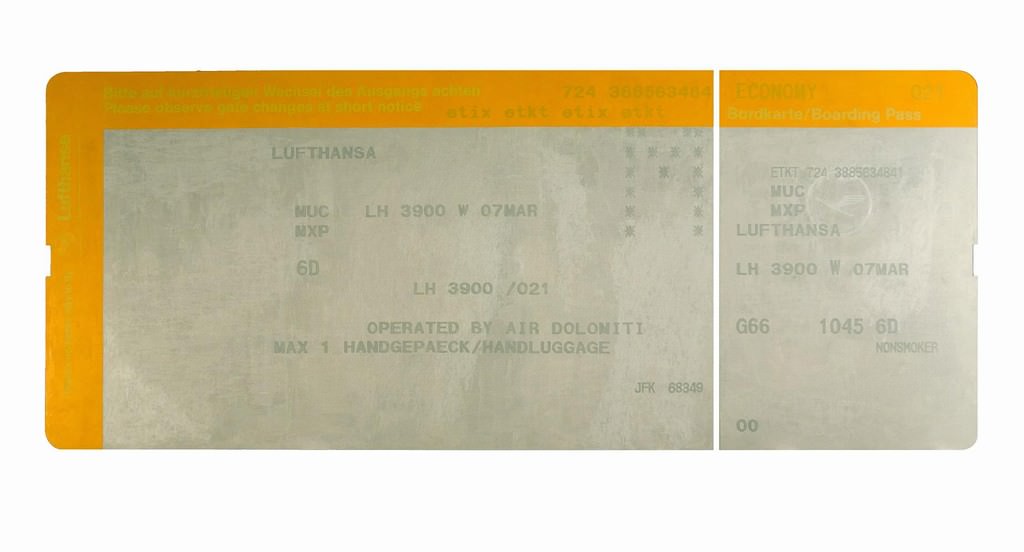 Bitte auf kurzfristigen Wechsel des Ausgangs achten
Please observe gate changes at short notice
724 388563484
etix etkt etix etkt
Lufthansa
LUFTHANSA
MUC LH 3900 W 07MAR
MXP
6D
LH 3900 /021
OPERATED BY AIR DOLOMITI
MAX 1 HANDGEPAECK/HANDLUGGAGE
JFK 68349
ECONOMY 021
Bordkarte/Boarding Pass
ETKT 724 3885634841
MUC
MXP
LUFTHANSA
LH 3900 W 07MAR
G66 1045 6D
NONSMOKER
00